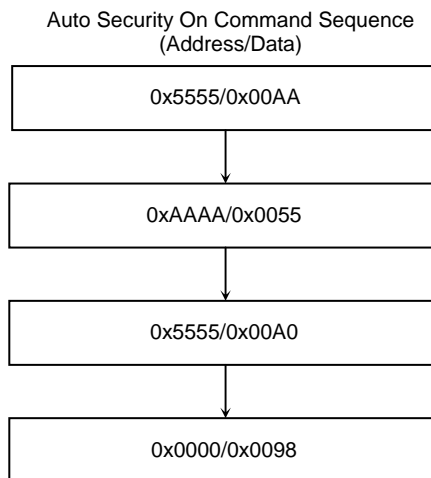 Auto Security On Command Sequence
(Address/Data)
0x5555/0x00AA
0xAAAA/0x0055
0x5555/0x00A0
0x0000/0x0098